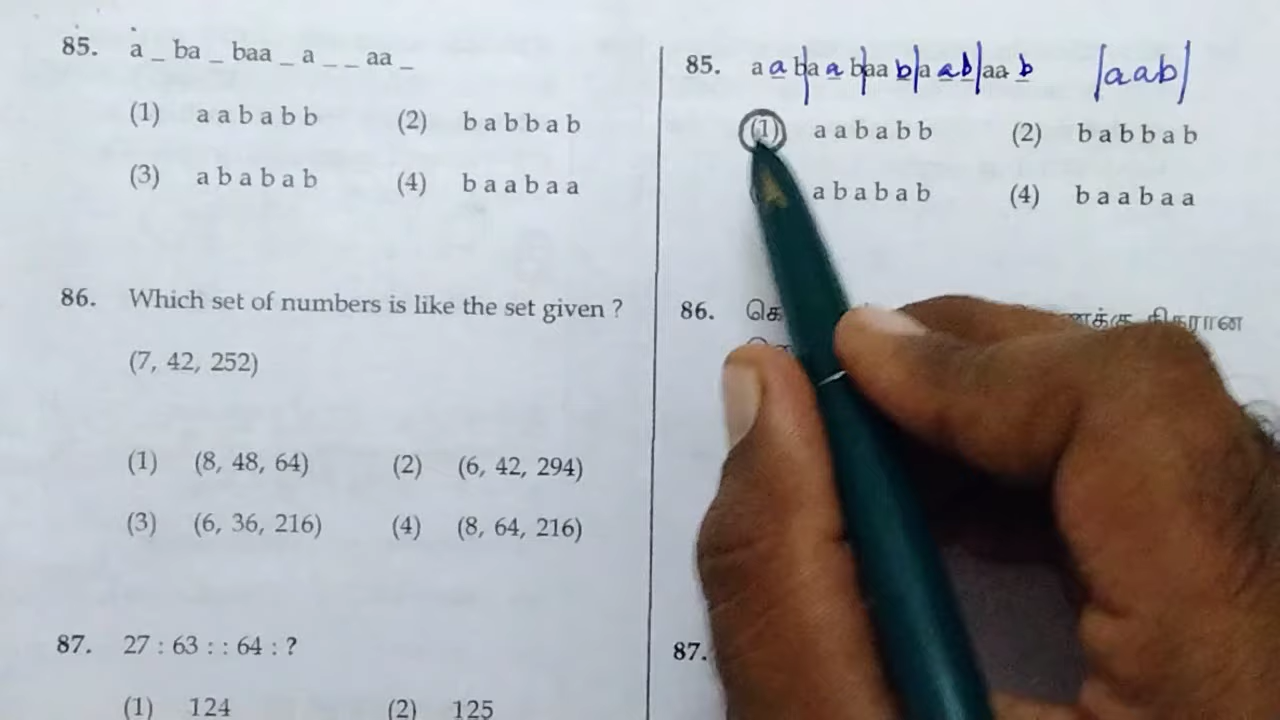 85. a _ ba _ baa _ a _ _ aa _
(1) a a b a b b (2) b a b b a b
(3) a b a b a b (4) b a a b a a
86. Which set of numbers is like the set given ?
(7, 42, 252)
(1) (8, 48, 64) (2) (6, 42, 294)
(3) (6, 36, 216) (4) (8, 64, 216)
87. 27 : 63 : : 64 : ?
(1) 124 (2) 125
85. a a b|a a b|aa b|a a b|aa b |aab|
(1) a a b a b b (2) b a b b a b
a b a b a b (4) b a a b a a
86. நிகரான
87.